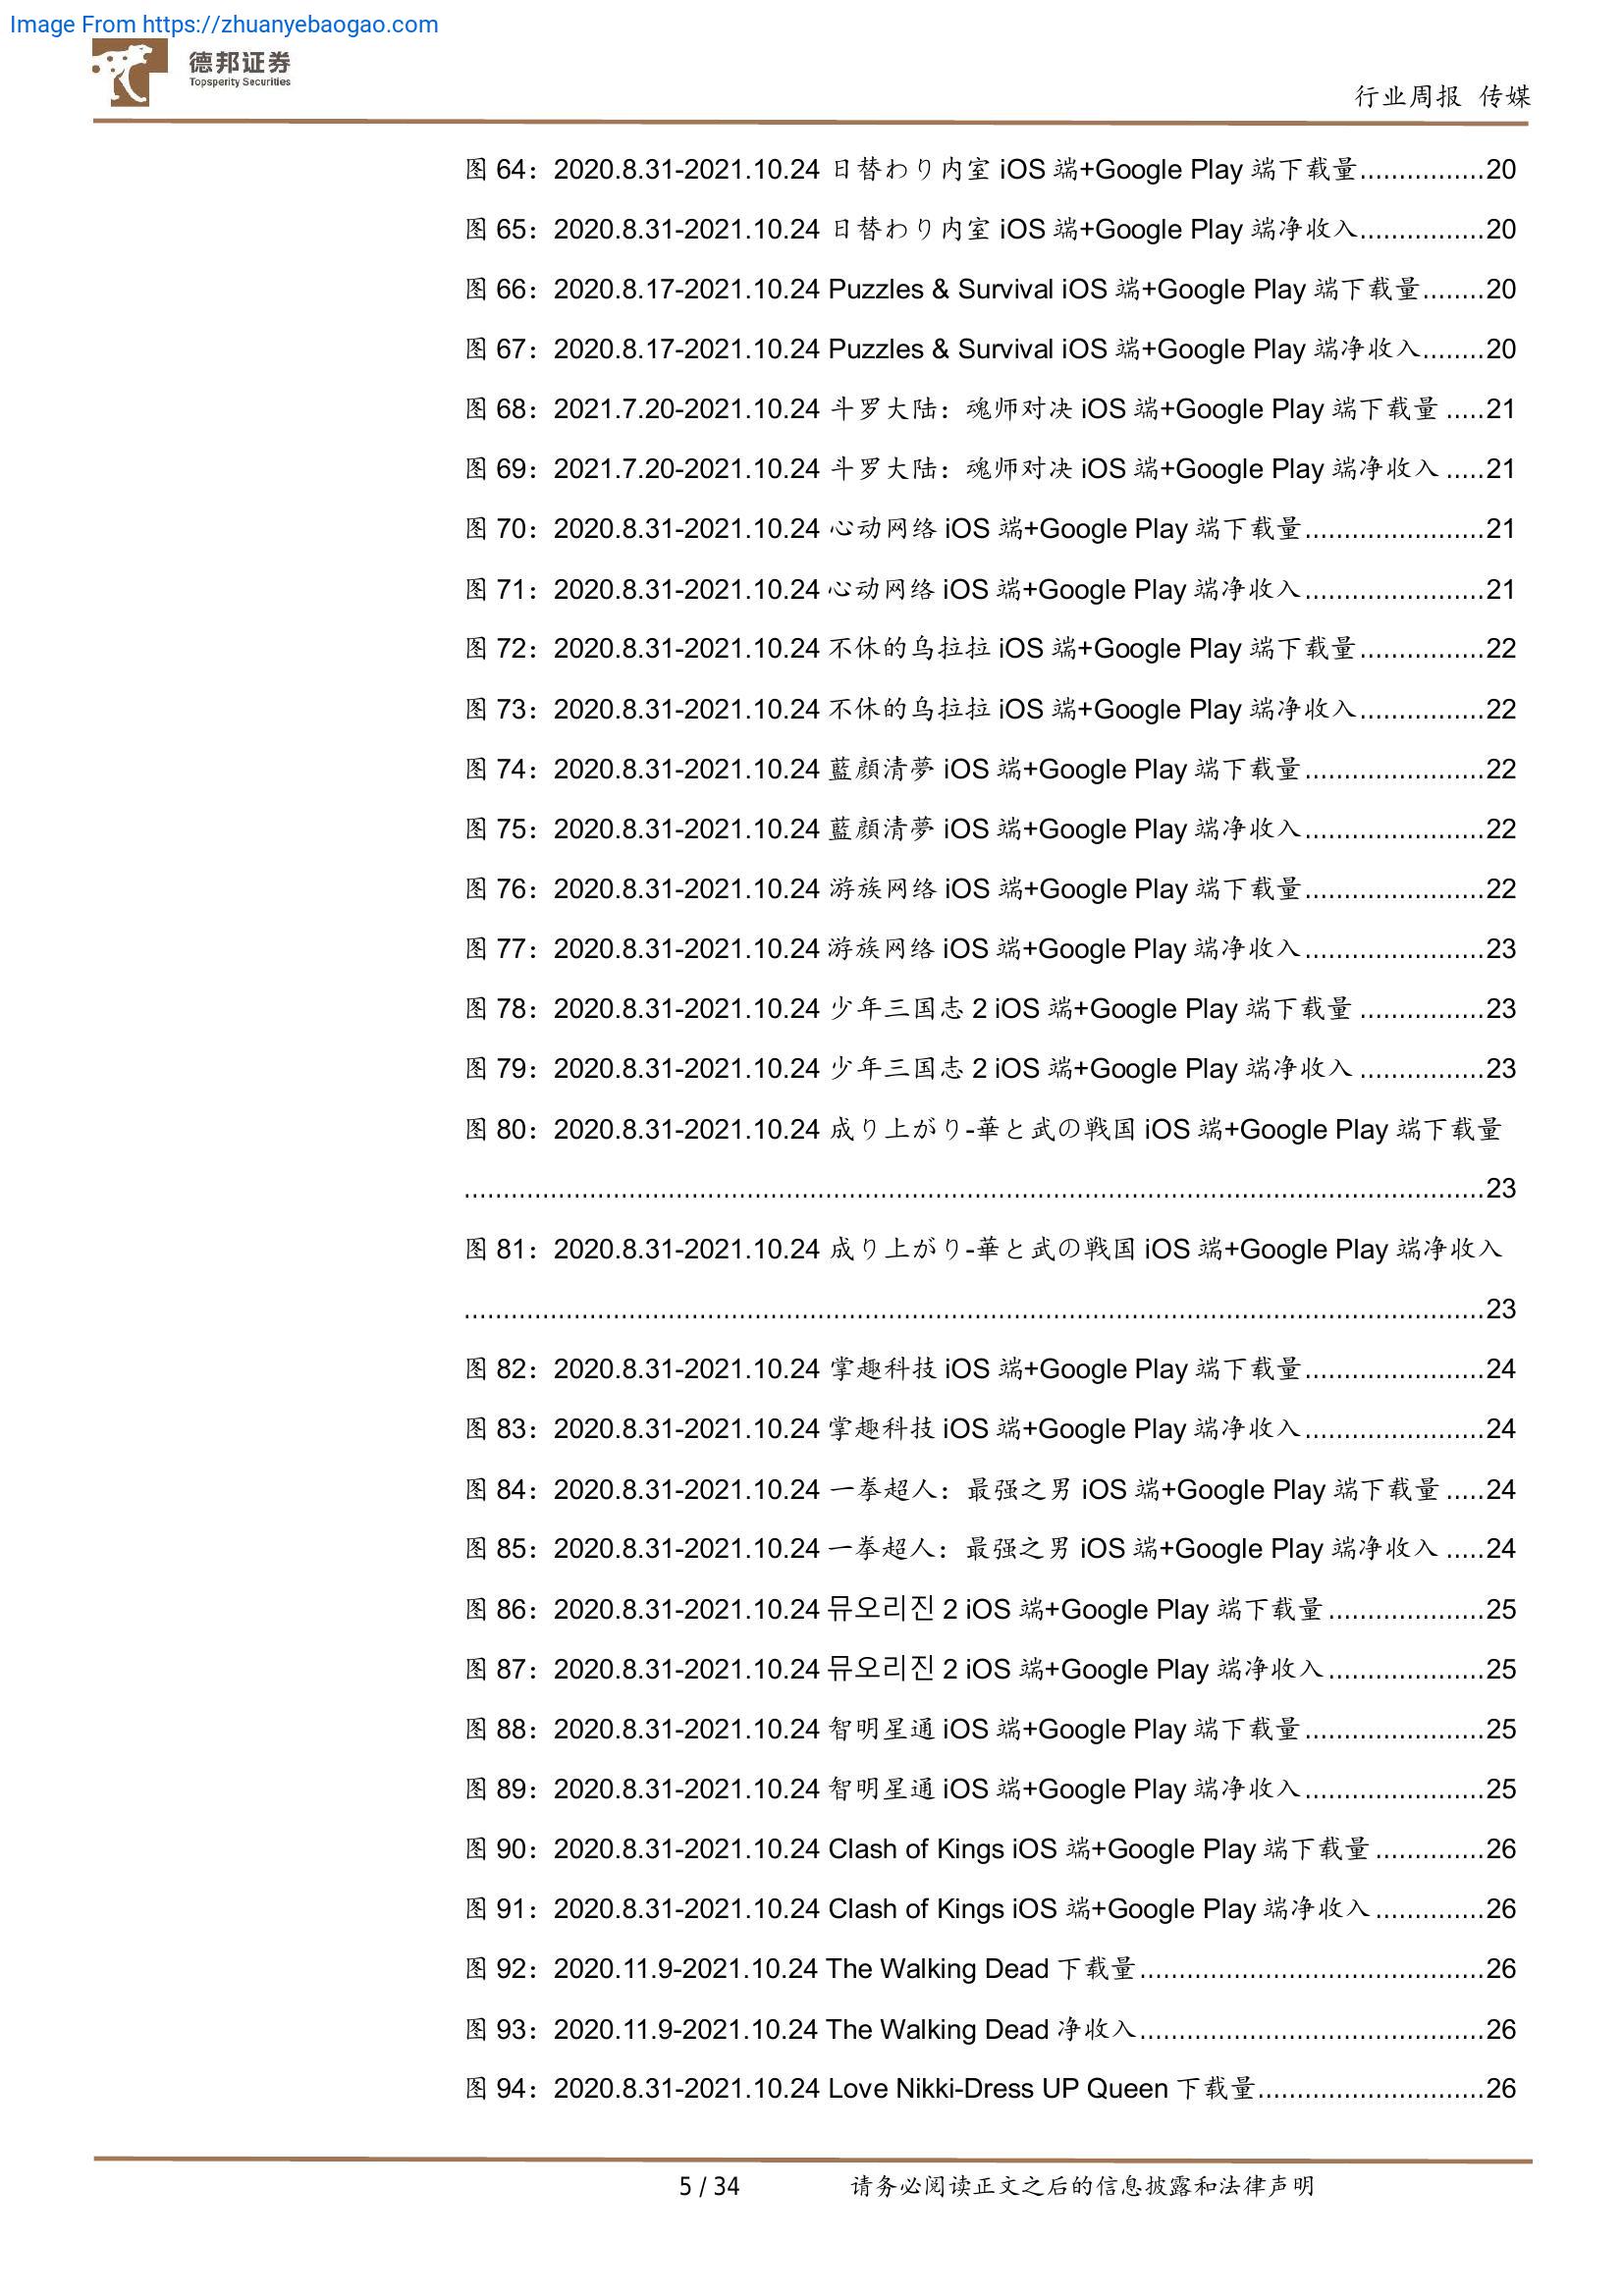 Image From https://zhuanyebaogao.com
德邦证券
Topsperity Securities
行业周报 传媒
图 64：2020.8.31-2021.10.24 日替わり内室 iOS 端+Google Play 端下载量................20
图 65：2020.8.31-2021.10.24 日替わり内室 iOS 端+Google Play 端净收入................20
图 66：2020.8.17-2021.10.24 Puzzles & Survival iOS 端+Google Play 端下载量........20
图 67：2020.8.17-2021.10.24 Puzzles & Survival iOS 端+Google Play 端净收入........20
图 68：2021.7.20-2021.10.24 斗罗大陆：魂师对决 iOS 端+Google Play 端下载量 .....21
图 69：2021.7.20-2021.10.24 斗罗大陆：魂师对决 iOS 端+Google Play 端净收入 .....21
图 70：2020.8.31-2021.10.24 心动网络 iOS 端+Google Play 端下载量.......................21
图 71：2020.8.31-2021.10.24 心动网络 iOS 端+Google Play 端净收入.......................21
图 72：2020.8.31-2021.10.24 不休的乌拉拉 iOS 端+Google Play 端下载量................22
图 73：2020.8.31-2021.10.24 不休的乌拉拉 iOS 端+Google Play 端净收入................22
图 74：2020.8.31-2021.10.24 藍顔清夢 iOS 端+Google Play 端下载量.......................22
图 75：2020.8.31-2021.10.24 藍顔清夢 iOS 端+Google Play 端净收入.......................22
图 76：2020.8.31-2021.10.24 游族网络 iOS 端+Google Play 端下载量.......................22
图 77：2020.8.31-2021.10.24 游族网络 iOS 端+Google Play 端净收入.......................23
图 78：2020.8.31-2021.10.24 少年三国志 2 iOS 端+Google Play 端下载量 ................23
图 79：2020.8.31-2021.10.24 少年三国志 2 iOS 端+Google Play 端净收入 ................23
图 80：2020.8.31-2021.10.24 成り上がり-華と武の戦国 iOS 端+Google Play 端下载量
...................................................................................................................................23
图 81：2020.8.31-2021.10.24 成り上がり-華と武の戦国 iOS 端+Google Play 端净收入
...................................................................................................................................23
图 82：2020.8.31-2021.10.24 掌趣科技 iOS 端+Google Play 端下载量.......................24
图 83：2020.8.31-2021.10.24 掌趣科技 iOS 端+Google Play 端净收入.......................24
图 84：2020.8.31-2021.10.24 一拳超人：最强之男 iOS 端+Google Play 端下载量 .....24
图 85：2020.8.31-2021.10.24 一拳超人：最强之男 iOS 端+Google Play 端净收入 .....24
图 86：2020.8.31-2021.10.24 뮤오리진 2 iOS 端+Google Play 端下载量....................25
图 87：2020.8.31-2021.10.24 뮤오리진 2 iOS 端+Google Play 端净收入....................25
图 88：2020.8.31-2021.10.24 智明星通 iOS 端+Google Play 端下载量.......................25
图 89：2020.8.31-2021.10.24 智明星通 iOS 端+Google Play 端净收入.......................25
图 90：2020.8.31-2021.10.24 Clash of Kings iOS 端+Google Play 端下载量..............26
图 91：2020.8.31-2021.10.24 Clash of Kings iOS 端+Google Play 端净收入..............26
图 92：2020.11.9-2021.10.24 The Walking Dead 下载量............................................26
图 93：2020.11.9-2021.10.24 The Walking Dead 净收入............................................26
图 94：2020.8.31-2021.10.24 Love Nikki-Dress UP Queen 下载量.............................26
5 / 34 请务必阅读正文之后的信息披露和法律声明